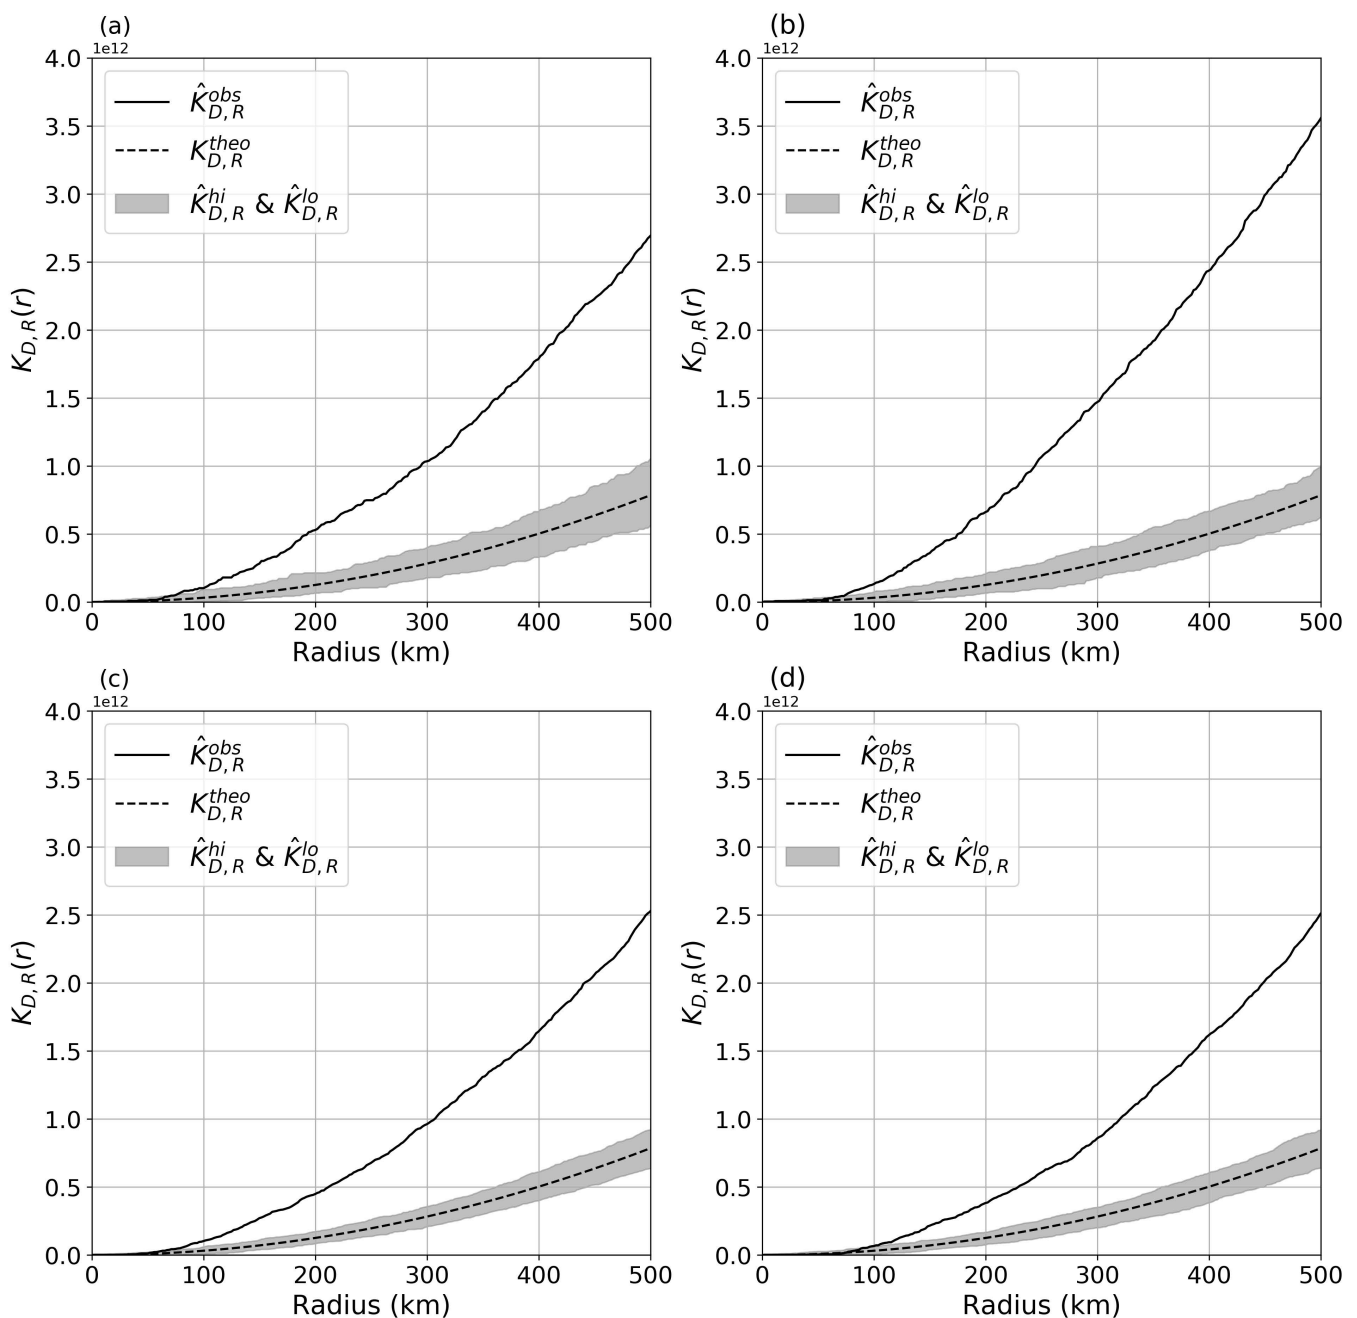 (a)
1e12
4.0
3.5
3.0
2.5
2.0
1.5
1.0
0.5
0.0
K_{D,R}(r)
K̂^{obs}_{D,R}
K^{theo}_{D,R}
K̂^{hi}_{D,R} & K̂^{lo}_{D,R}
0 100 200 300 400 500
Radius (km)
(b)
1e12
4.0
3.5
3.0
2.5
2.0
1.5
1.0
0.5
0.0
K_{D,R}(r)
K̂^{obs}_{D,R}
K^{theo}_{D,R}
K̂^{hi}_{D,R} & K̂^{lo}_{D,R}
0 100 200 300 400 500
Radius (km)
(c)
1e12
4.0
3.5
3.0
2.5
2.0
1.5
1.0
0.5
0.0
K_{D,R}(r)
K̂^{obs}_{D,R}
K^{theo}_{D,R}
K̂^{hi}_{D,R} & K̂^{lo}_{D,R}
0 100 200 300 400 500
Radius (km)
(d)
1e12
4.0
3.5
3.0
2.5
2.0
1.5
1.0
0.5
0.0
K_{D,R}(r)
K̂^{obs}_{D,R}
K^{theo}_{D,R}
K̂^{hi}_{D,R} & K̂^{lo}_{D,R}
0 100 200 300 400 500
Radius (km)